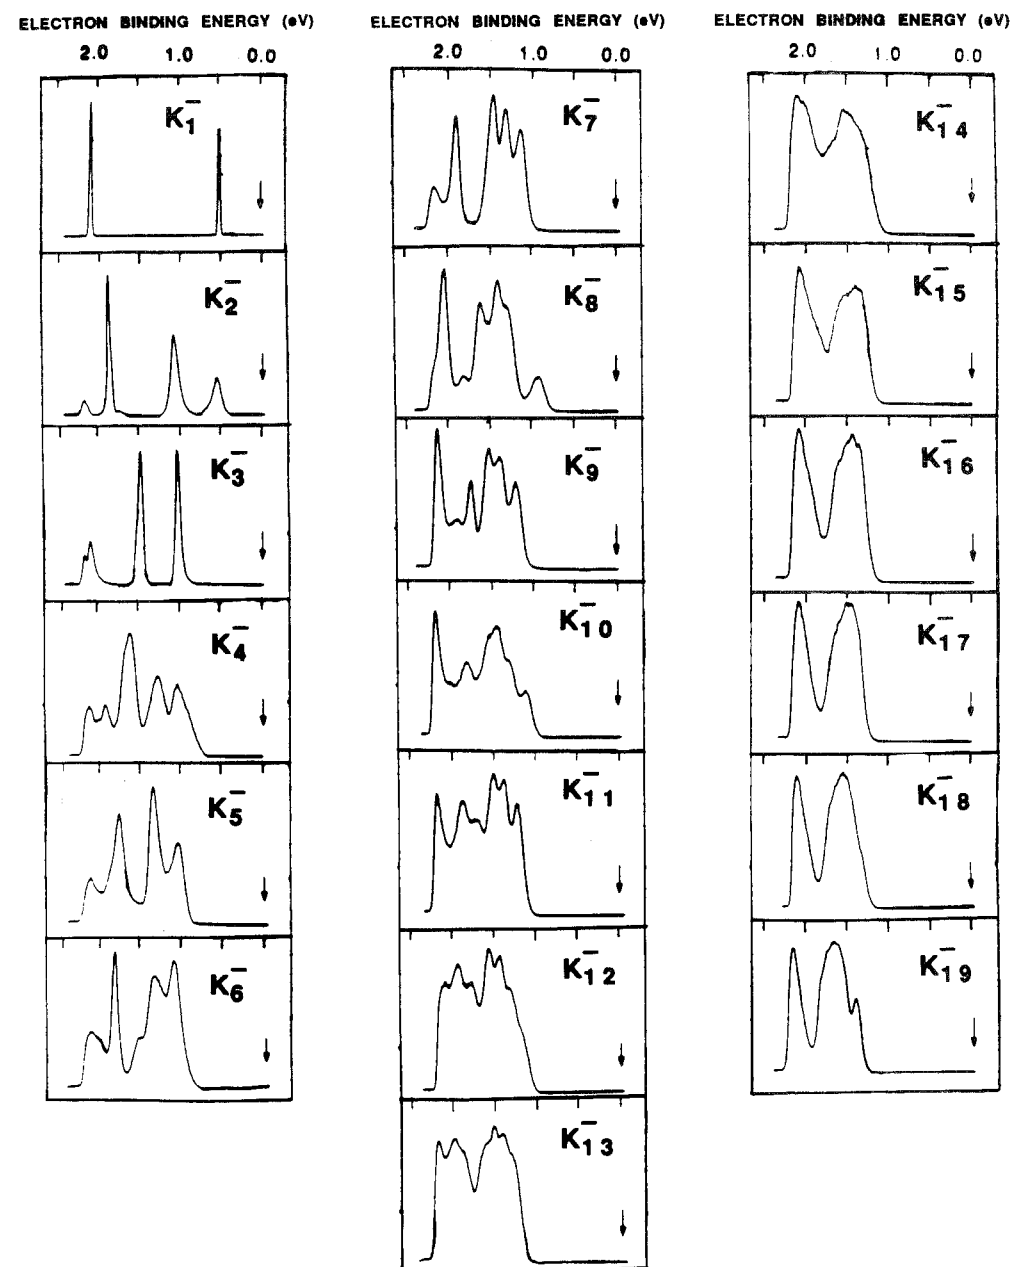 ELECTRON BINDING ENERGY (eV)
2.0 1.0 0.0
K₁⁻
K₂⁻
K₃⁻
K₄⁻
K₅⁻
K₆⁻
ELECTRON BINDING ENERGY (eV)
2.0 1.0 0.0
K₇⁻
K₈⁻
K₉⁻
K₁₀⁻
K₁₁⁻
K₁₂⁻
K₁₃⁻
ELECTRON BINDING ENERGY (eV)
2.0 1.0 0.0
K₁₄⁻
K₁₅⁻
K₁₆⁻
K₁₇⁻
K₁₈⁻
K₁₉⁻